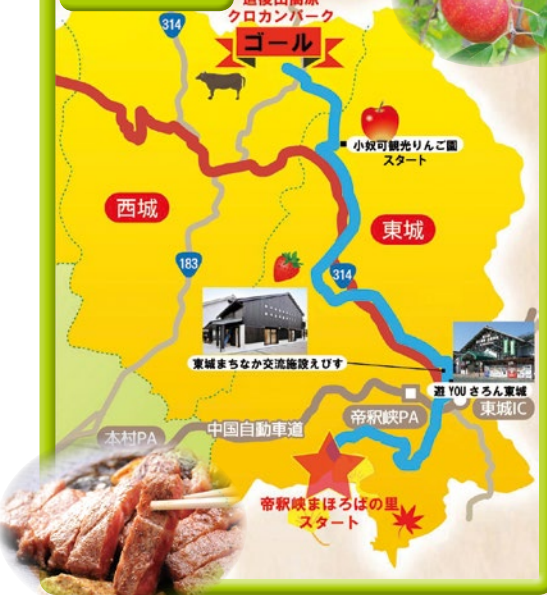 道後山高原
クロカンパーク
ゴール
314
小奴可観光りんご園
スタート
西城
東城
183
314
東城まちなか交流施設えびす
遊 YOU さろん東城
東城IC
帝釈峡PA
中国自動車道
本村PA
帝釈峡まほろばの里
スタート